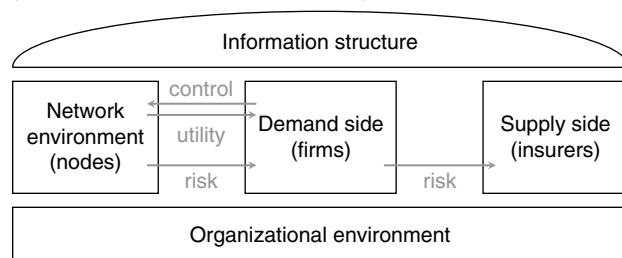 Information structure
control
Network
environment
(nodes)
utility
risk
Demand side
(firms)
risk
Supply side
(insurers)
Organizational environment